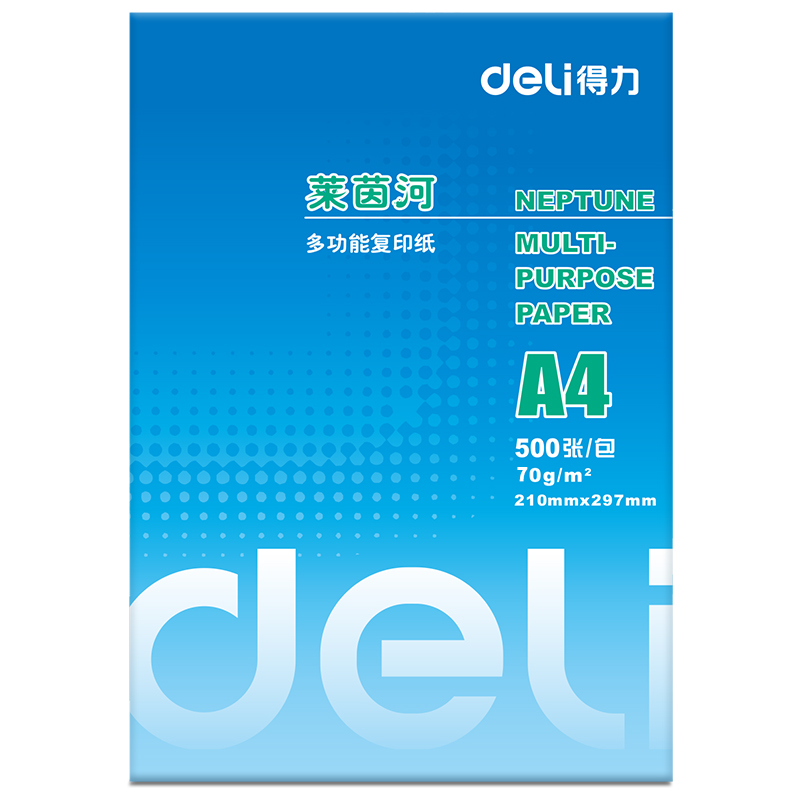 deli得力
莱茵河
NEPTUNE
多功能复印纸
MULTI-
PURPOSE
PAPER
A4
500张/包
70g/m²
210mmx297mm
deli